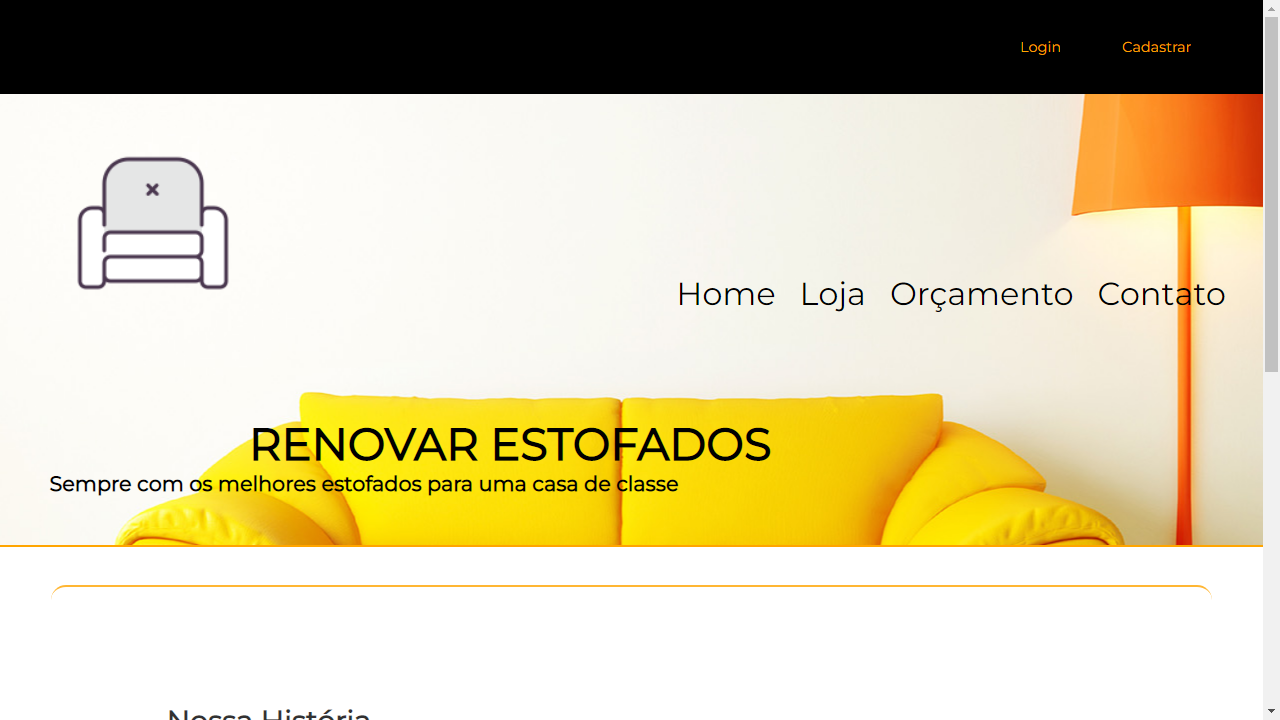 Login Cadastrar
Home Loja Orçamento Contato
RENOVAR ESTOFADOS
Sempre com os melhores estofados para uma casa de classe
Nossa História